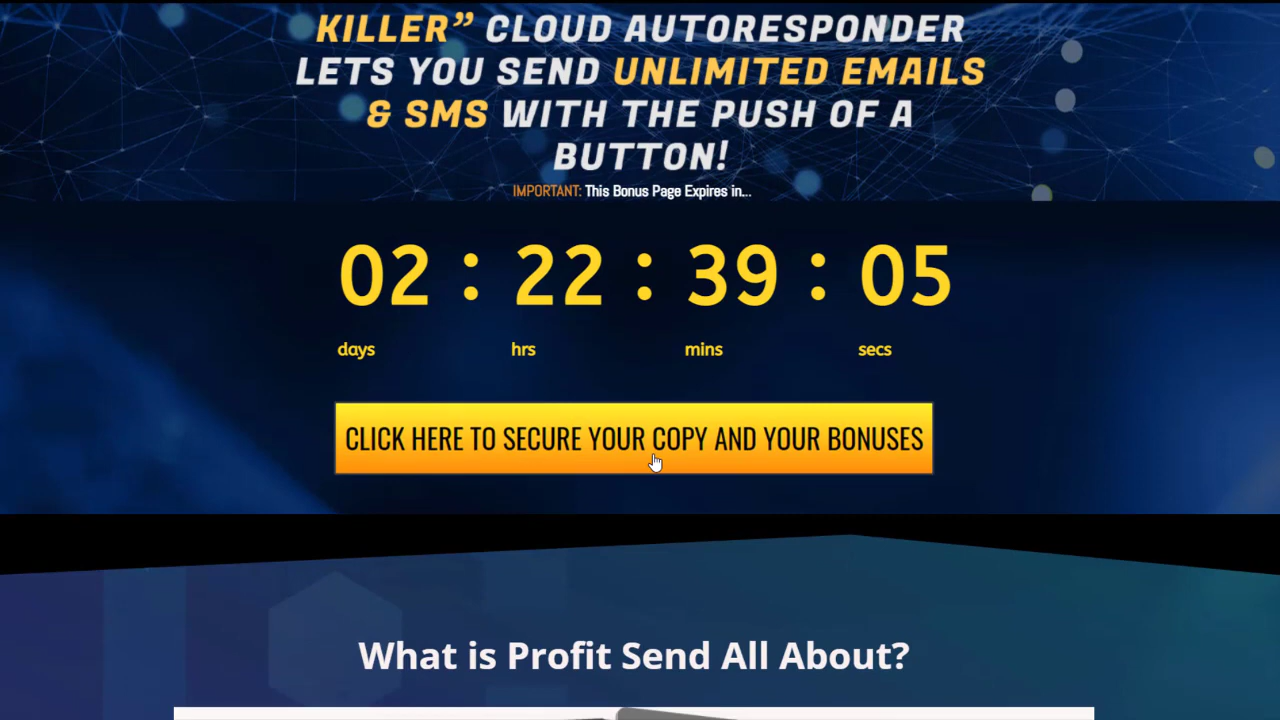 KILLER” CLOUD AUTORESPONDER
LETS YOU SEND UNLIMITED EMAILS
& SMS WITH THE PUSH OF A
BUTTON!
IMPORTANT: This Bonus Page Expires in...
02 : 22 : 39 : 05
days hrs mins secs
CLICK HERE TO SECURE YOUR COPY AND YOUR BONUSES
What is Profit Send All About?